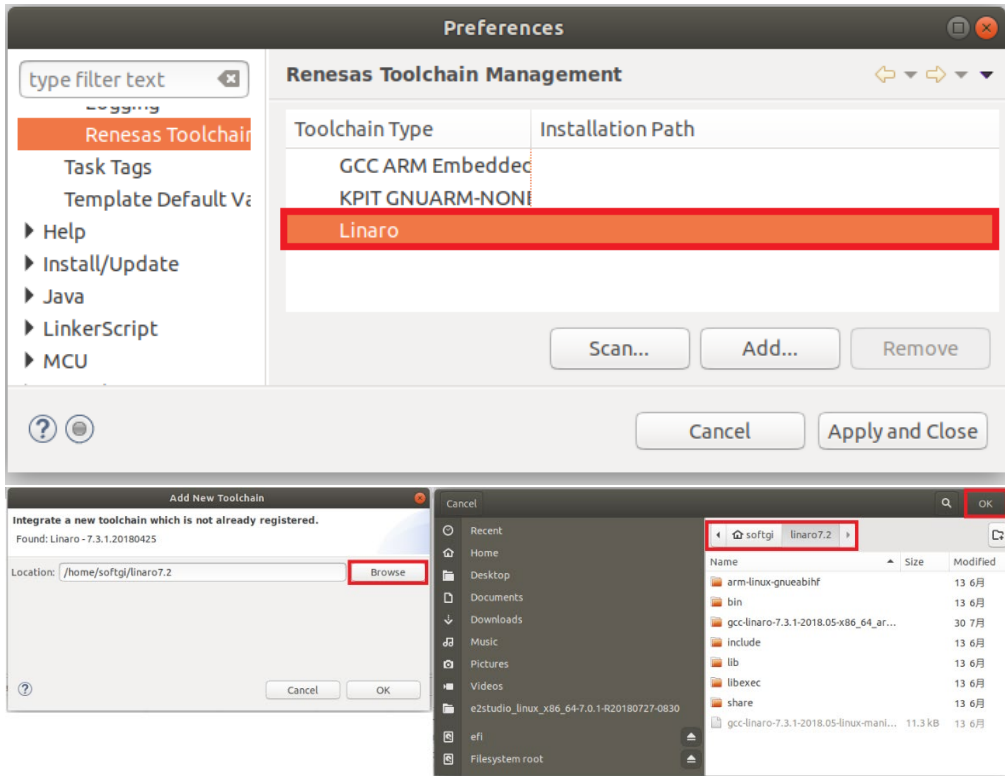 Preferences
type filter text
Renesas Toolchain Management
Logging
Renesas Toolchain
Task Tags
Template Default Va
Help
Install/Update
Java
LinkerScript
MCU
Toolchain Type Installation Path
GCC ARM Embedded
KPIT GNUARM-NON
Linaro
Scan... Add... Remove
Cancel Apply and Close
Add New Toolchain
Integrate a new toolchain which is not already registered.
Found: Linaro - 7.3.1.20180425
Location: /home/softgi/linaro7.2 Browse
Cancel OK
Cancel OK
Recent
Home
Desktop
Documents
Downloads
Music
Pictures
Videos
e2studio_linux_x86_64-7.0.1-R20180727-0830
efi
Filesystem root
softgi linaro7.2
Name Size Modified
arm-linux-gnueabihf 13 6月
bin 13 6月
gcc-linaro-7.3.1-2018.05-x86_64_ar... 30 7月
include 13 6月
lib 13 6月
libexec 13 6月
share 13 6月
gcc-linaro-7.3.1-2018.05-linux-mani... 11.3 kB 13 6月